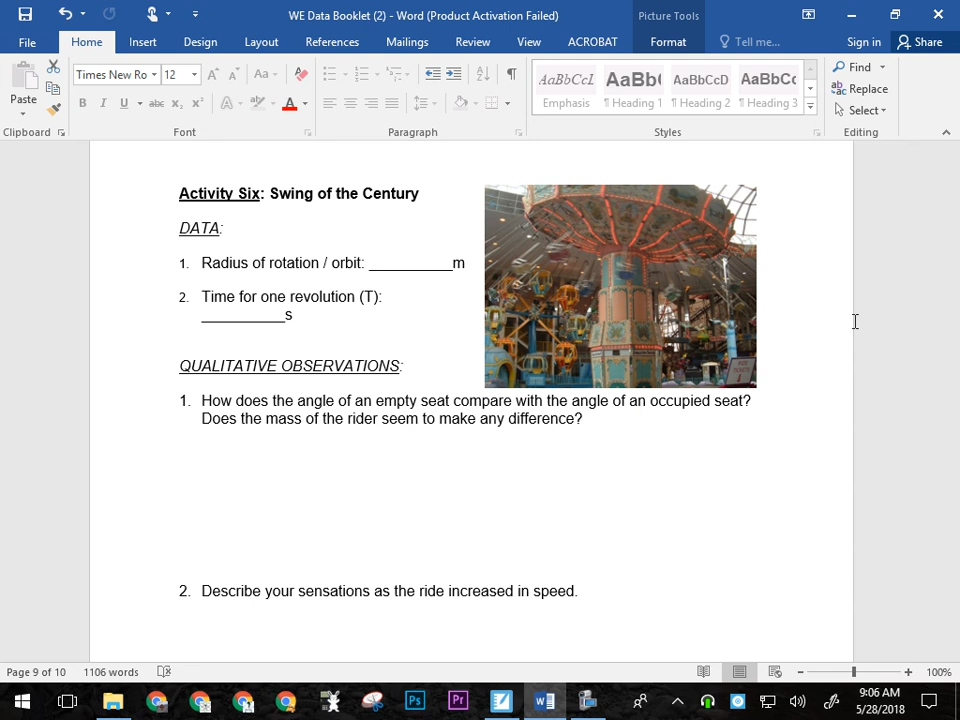 WE Data Booklet (2) - Word (Product Activation Failed)
Picture Tools
File Home Insert Design Layout References Mailings Review View ACROBAT Format Tell me... Sign in Share
Paste
Times New Ro 12 Aa
AaBbCcL AaBb( AaBbCcD AaBbCc
Find
Replace
Select
B I U abc x₂ x² A A
Emphasis ¶ Heading 1 ¶ Heading 2 ¶ Heading 3
Clipboard Font Paragraph Styles Editing
Activity Six: Swing of the Century
DATA:
1. Radius of rotation / orbit: __________m
2. Time for one revolution (T):
__________s
QUALITATIVE OBSERVATIONS:
1. How does the angle of an empty seat compare with the angle of an occupied seat?
Does the mass of the rider seem to make any difference?
2. Describe your sensations as the ride increased in speed.
Page 9 of 10 1106 words 100%
Ps Pr
9:06 AM
5/28/2018